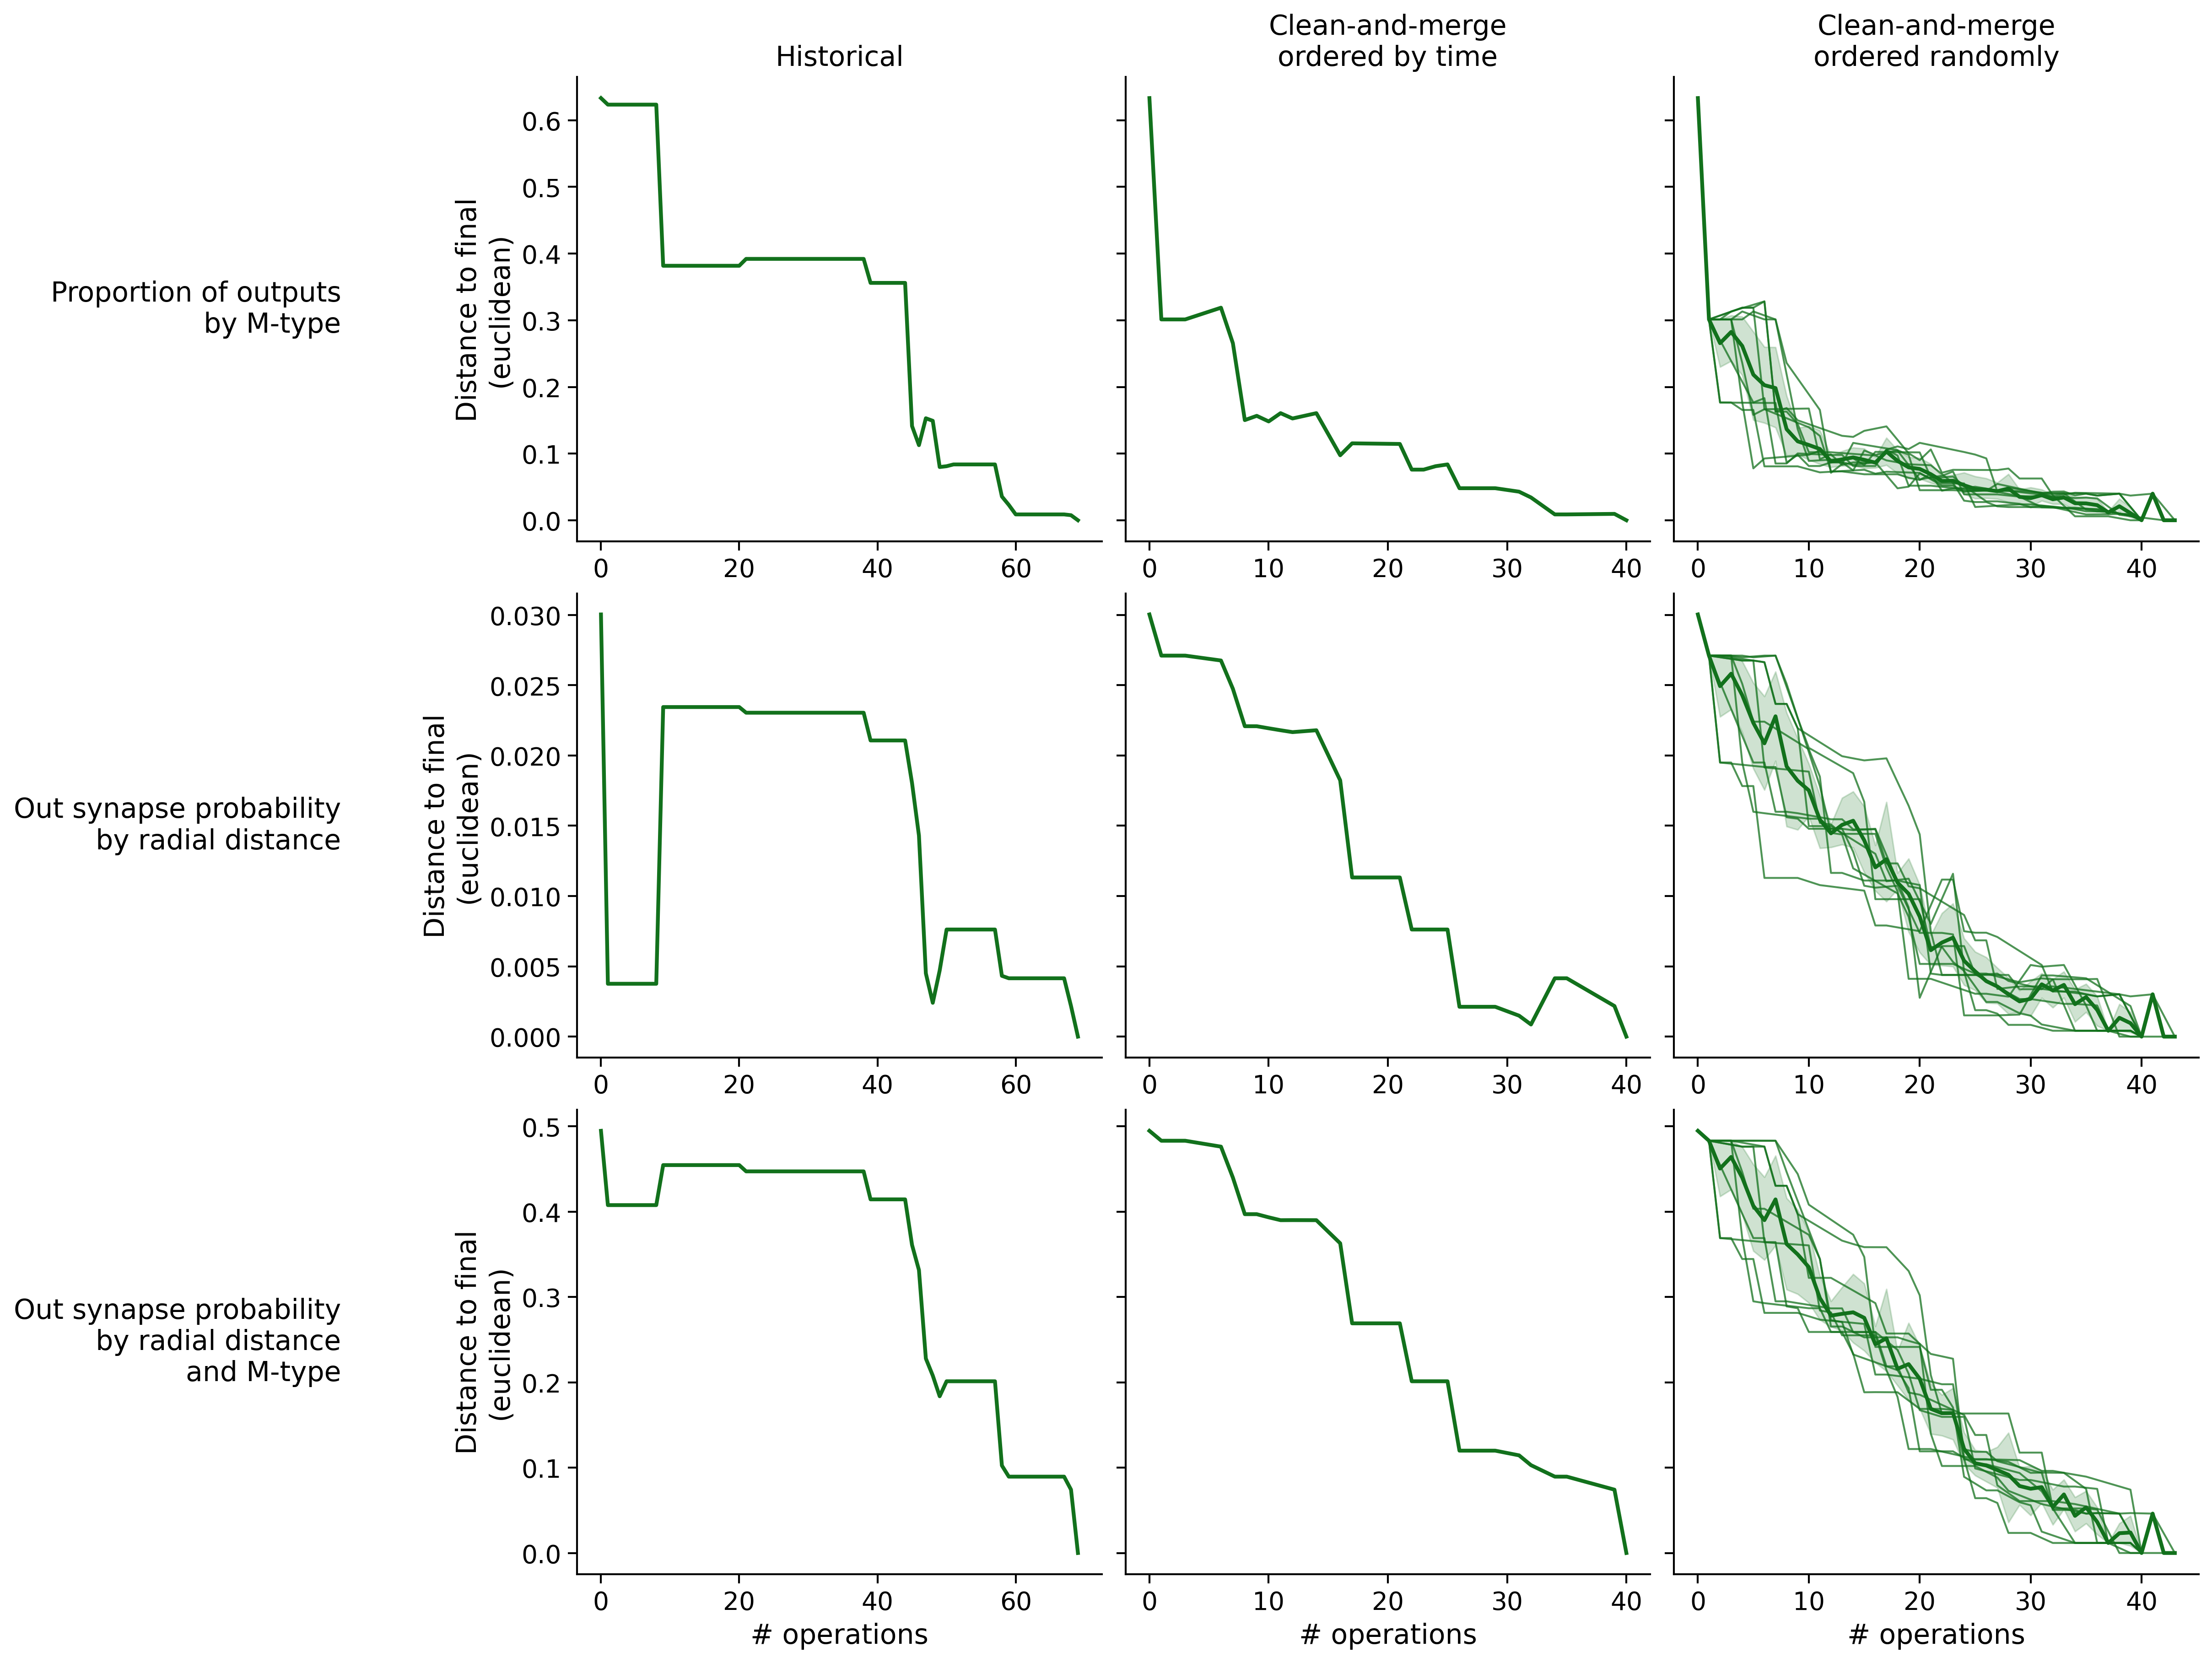 Historical
Clean-and-merge
ordered by time
Clean-and-merge
ordered randomly
Proportion of outputs
by M-type
Distance to final
(euclidean)
0.6
0.5
0.4
0.3
0.2
0.1
0.0
0 20 40 60
0 10 20 30 40
0 10 20 30 40
Out synapse probability
by radial distance
Distance to final
(euclidean)
0.030
0.025
0.020
0.015
0.010
0.005
0.000
0 20 40 60
0 10 20 30 40
0 10 20 30 40
Out synapse probability
by radial distance
and M-type
Distance to final
(euclidean)
0.5
0.4
0.3
0.2
0.1
0.0
0 20 40 60
0 10 20 30 40
0 10 20 30 40
# operations
# operations
# operations